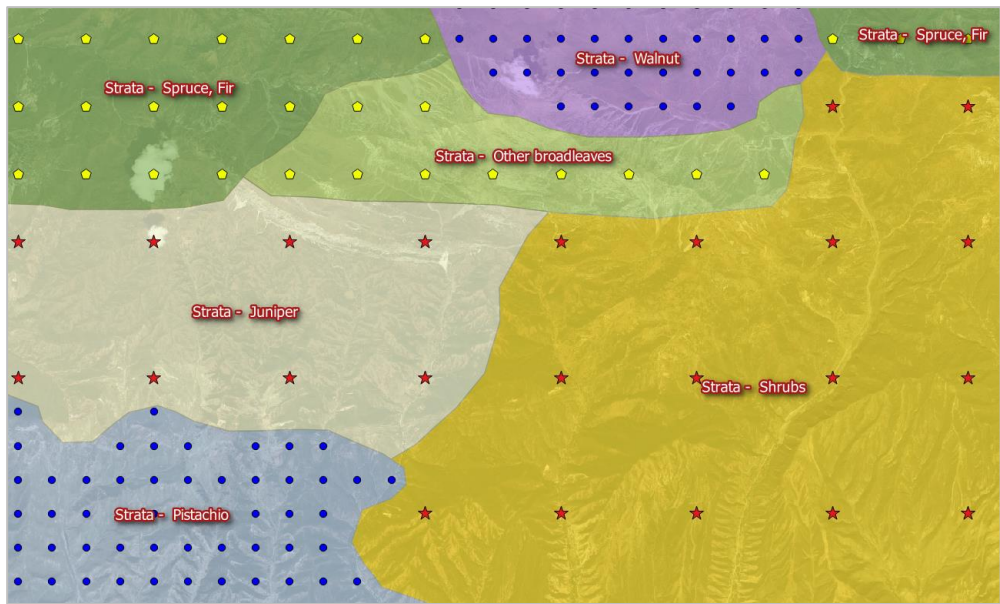 Strata -  Spruce, Fir
Strata -  Walnut
Strata -  Spruce, Fir
Strata -  Other broadleaves
Strata -  Juniper
Strata -  Shrubs
Strata -  Pistachio